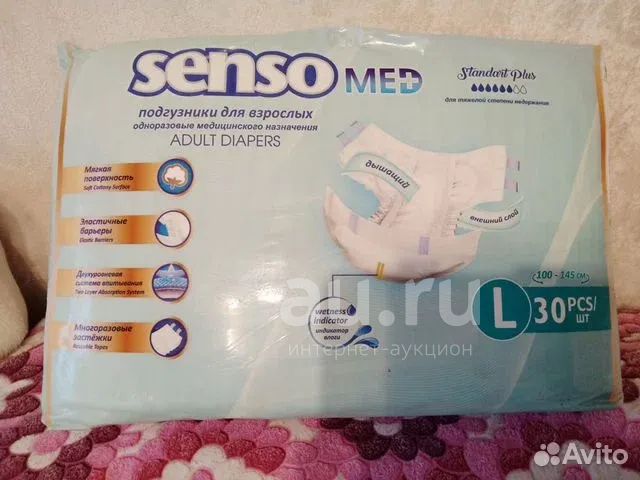 senso MED
Standart Plus
для тяжелой степени недержания
подгузники для взрослых
одноразовые медицинского назначения
ADULT DIAPERS
Мягкая
поверхность
Soft Cottony Surface
Эластичные
барьеры
Elastic Barriers
Двухуровневая
система впитывания
Two Layer Absorption System
Многоразовые
застёжки
Reusable Tapes
дышащий
внешний слой
wetness
indicator
индикатор
влаги
100 - 145 см
L 30 PCS/
ШТ
au.ru
интернет-аукцион
Avito